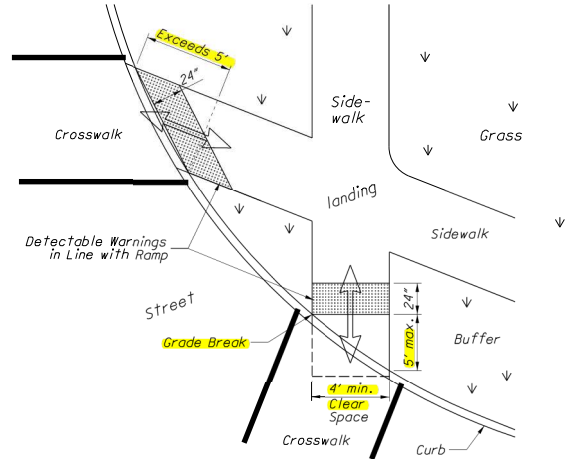 Exceeds 5'
24"
Side-
walk
Crosswalk
Grass
landing
Sidewalk
Detectable Warnings
in Line with Ramp
Street
24"
5' max.
Grade Break
Buffer
4' min.
Clear
Space
Crosswalk
Curb